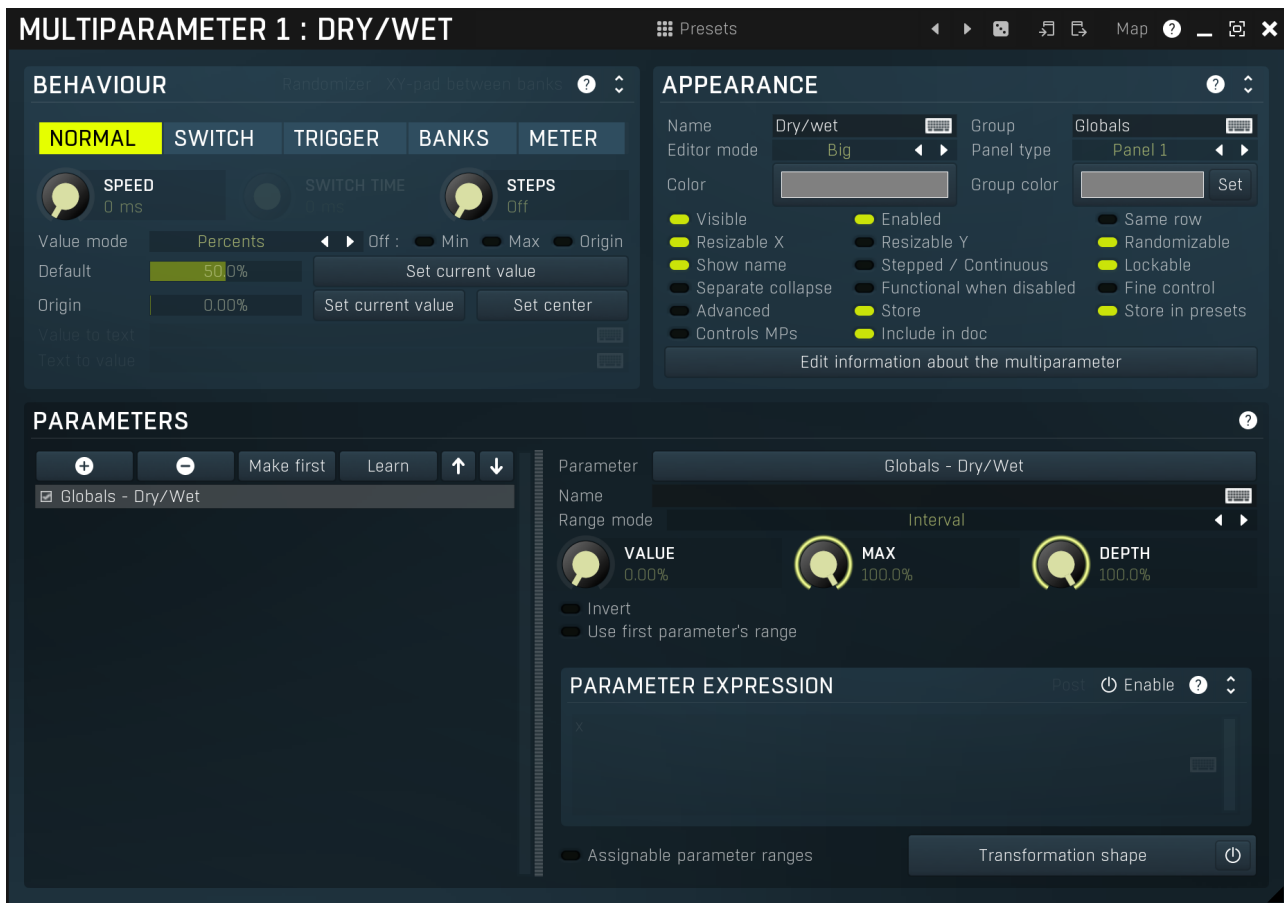 MULTIPARAMETER 1 : DRY/WET Presets Map ?
BEHAVIOUR Randomizer XY-pad between banks ?
NORMAL SWITCH TRIGGER BANKS METER
SPEED
0 ms
SWITCH TIME
0 ms
STEPS
Off
Value mode Percents Off : Min Max Origin
Default 50.0% Set current value
Origin 0.00% Set current value Set center
Value to text
Text to value
APPEARANCE ?
Name Dry/wet Group Globals
Editor mode Big Panel type Panel 1
Color Group color Set
Visible Enabled Same row
Resizable X Resizable Y Randomizable
Show name Stepped / Continuous Lockable
Separate collapse Functional when disabled Fine control
Advanced Store Store in presets
Controls MPs Include in doc
Edit information about the multiparameter
PARAMETERS ?
Make first Learn
Globals - Dry/Wet
Parameter Globals - Dry/Wet
Name
Range mode Interval
VALUE
0.00%
MAX
100.0%
DEPTH
100.0%
Invert
Use first parameter's range
PARAMETER EXPRESSION Post Enable ?
x
Assignable parameter ranges Transformation shape